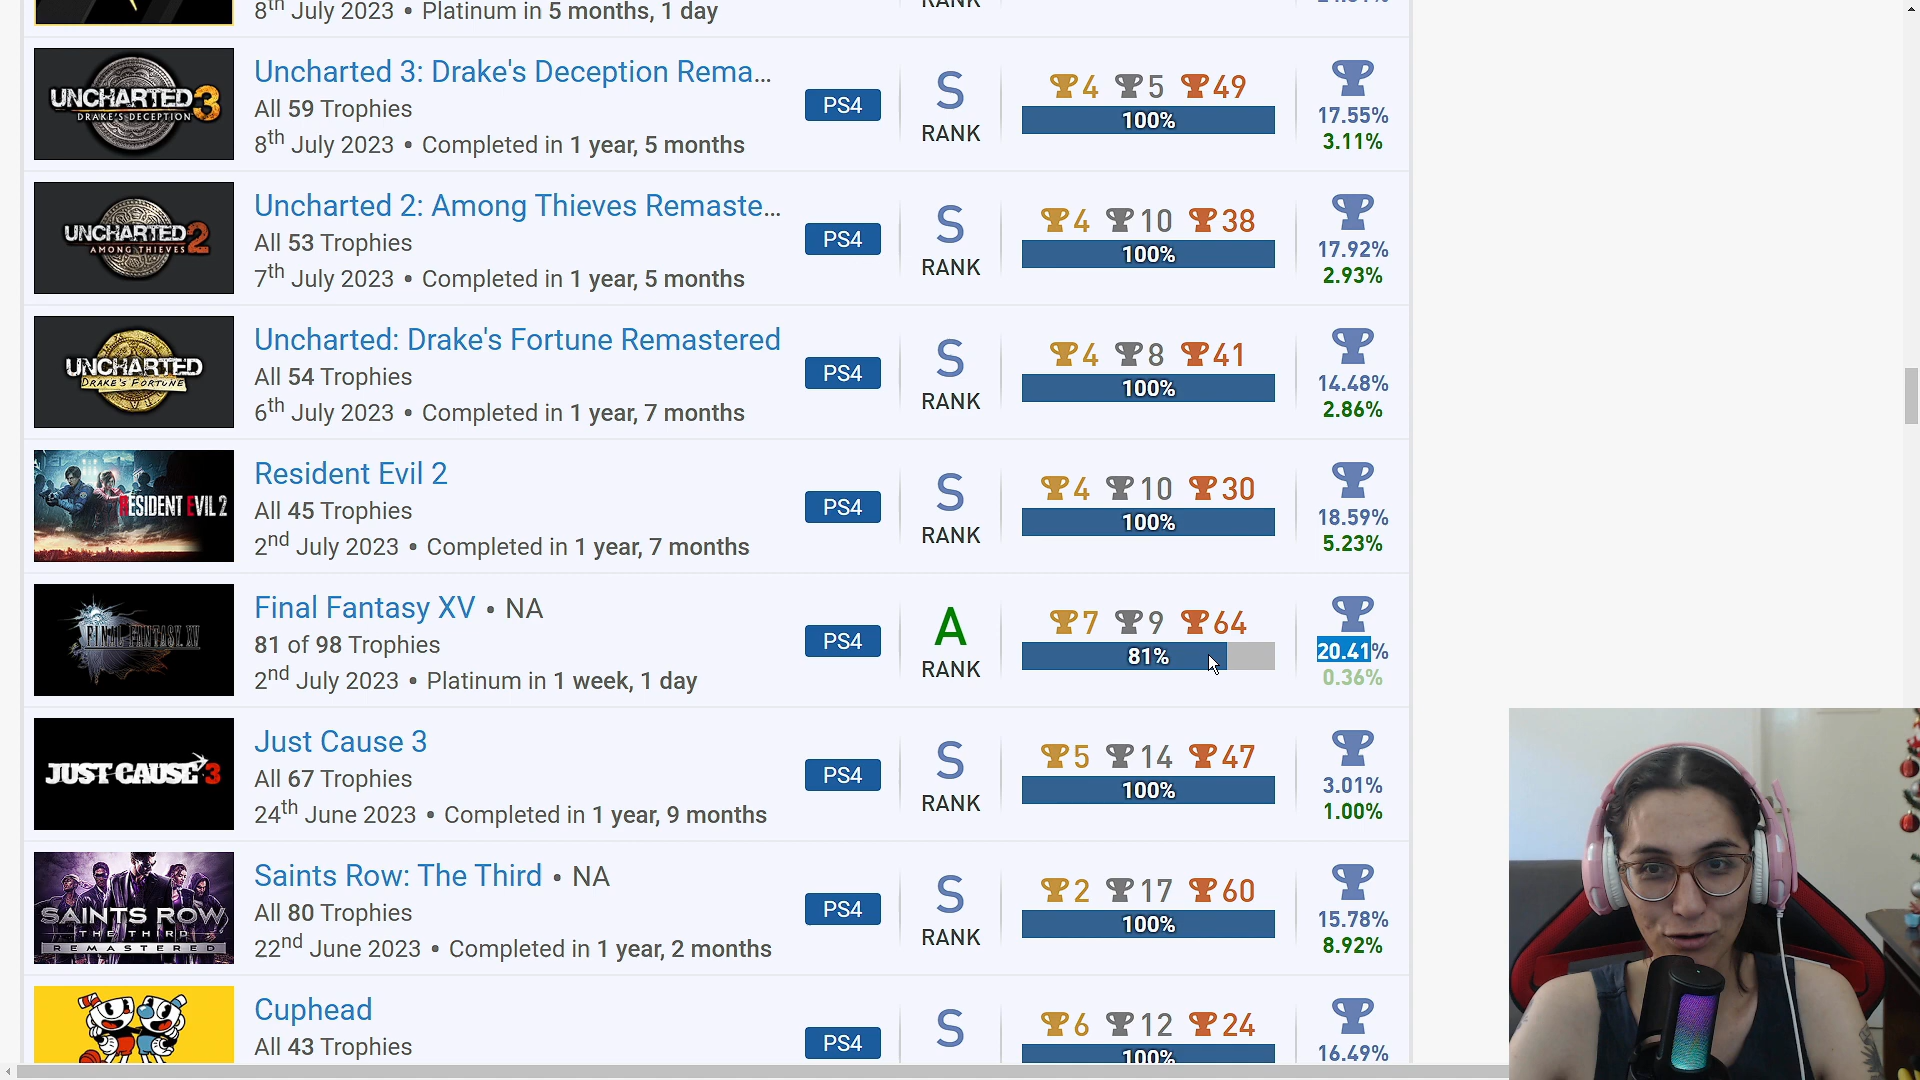 8th July 2023 • Platinum in 5 months, 1 day
RANK
UNCHARTED 3
DRAKE'S DECEPTION
Uncharted 3: Drake's Deception Rema...
All 59 Trophies
8th July 2023 • Completed in 1 year, 5 months
PS4
S
RANK
4 5 49
100%
17.55%
3.11%
UNCHARTED 2
AMONG THIEVES
Uncharted 2: Among Thieves Remaste...
All 53 Trophies
7th July 2023 • Completed in 1 year, 5 months
PS4
S
RANK
4 10 38
100%
17.92%
2.93%
UNCHARTED
DRAKE'S FORTUNE
Uncharted: Drake's Fortune Remastered
All 54 Trophies
6th July 2023 • Completed in 1 year, 7 months
PS4
S
RANK
4 8 41
100%
14.48%
2.86%
RESIDENT EVIL 2
Resident Evil 2
All 45 Trophies
2nd July 2023 • Completed in 1 year, 7 months
PS4
S
RANK
4 10 30
100%
18.59%
5.23%
FINAL FANTASY XV
Final Fantasy XV • NA
81 of 98 Trophies
2nd July 2023 • Platinum in 1 week, 1 day
PS4
A
RANK
7 9 64
81%
20.41%
0.36%
JUST CAUSE 3
Just Cause 3
All 67 Trophies
24th June 2023 • Completed in 1 year, 9 months
PS4
S
RANK
5 14 47
100%
3.01%
1.00%
SAINTS ROW
THE THIRD
REMASTERED
Saints Row: The Third • NA
All 80 Trophies
22nd June 2023 • Completed in 1 year, 2 months
PS4
S
RANK
2 17 60
100%
15.78%
8.92%
Cuphead
All 43 Trophies
PS4
S
6 12 24
100%
16.49%